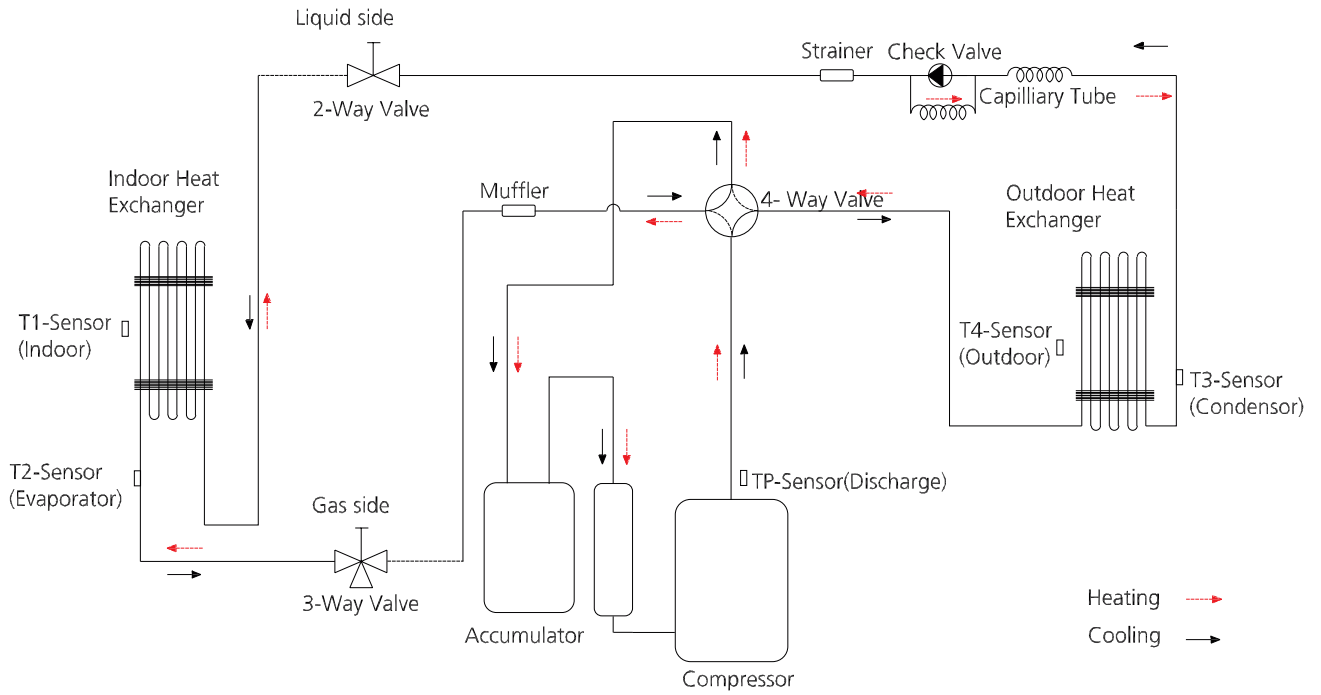 Liquid side
2-Way Valve
Strainer
Check Valve
Capilliary Tube
Indoor Heat
Exchanger
Muffler
4- Way Valve
Outdoor Heat
Exchanger
T1-Sensor
(Indoor)
T4-Sensor
(Outdoor)
T3-Sensor
(Condensor)
T2-Sensor
(Evaporator)
TP-Sensor(Discharge)
Gas side
3-Way Valve
Accumulator
Compressor
Heating
Cooling